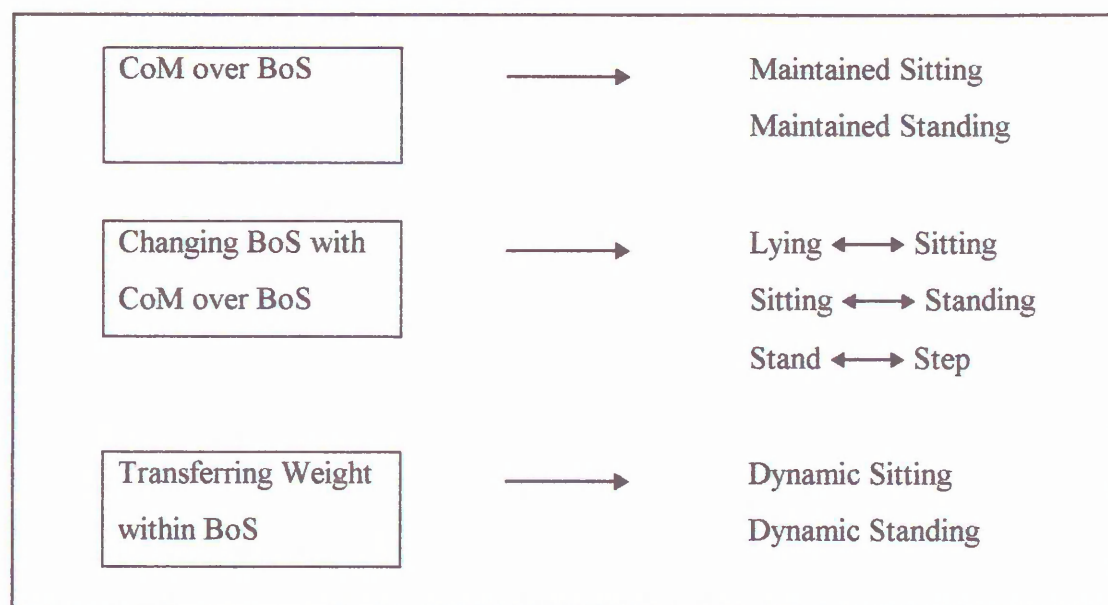 CoM over BoS
Maintained Sitting
Maintained Standing
Changing BoS with
CoM over BoS
Lying ↔ Sitting
Sitting ↔ Standing
Stand ↔ Step
Transferring Weight
within BoS
Dynamic Sitting
Dynamic Standing